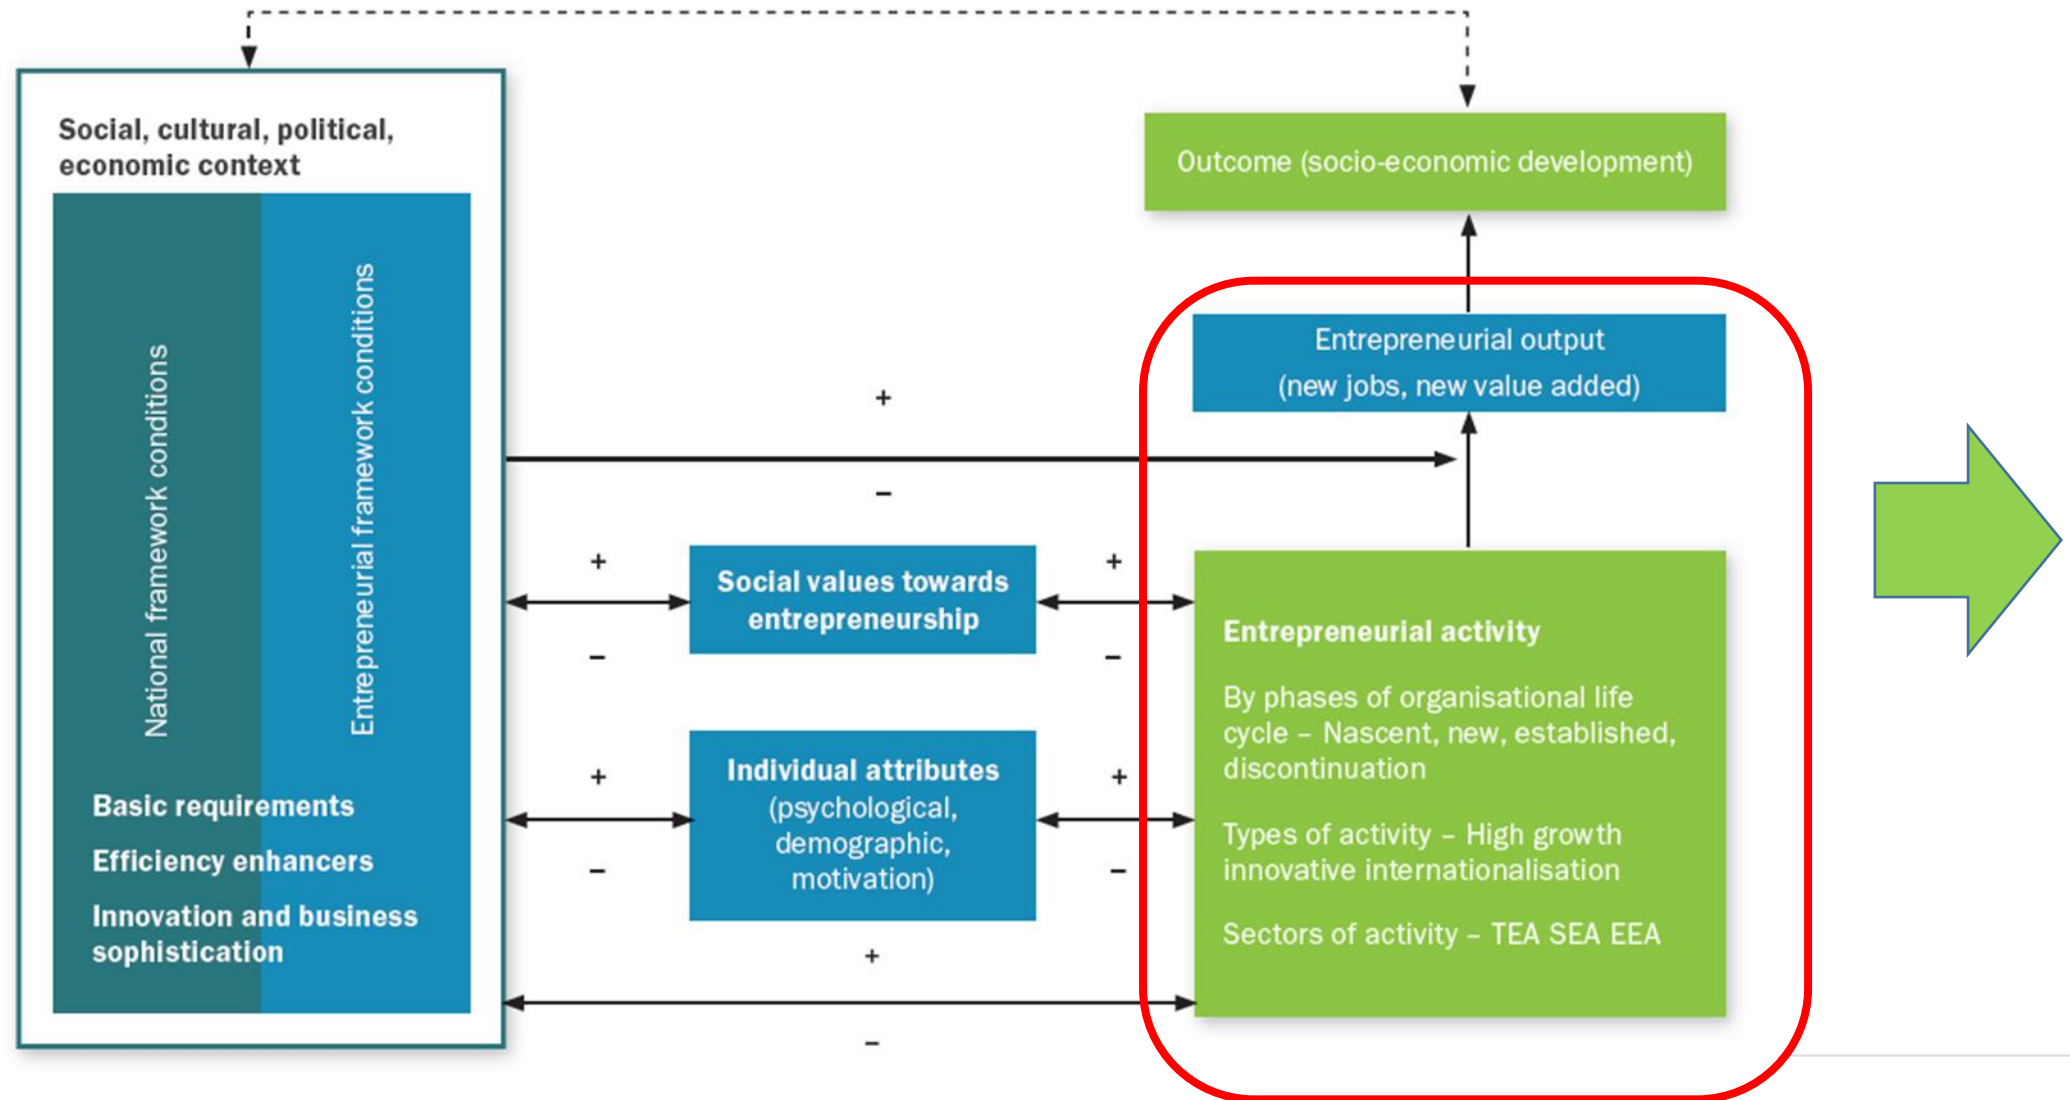 Social, cultural, political,
economic context
National framework conditions
Entrepreneurial framework conditions
Basic requirements
Efficiency enhancers
Innovation and business
sophistication
+
–
+
–
Social values towards
entrepreneurship
+
–
+
–
Individual attributes
(psychological,
demographic,
motivation)
+
–
+
–
Outcome (socio-economic development)
Entrepreneurial output
(new jobs, new value added)
Entrepreneurial activity
By phases of organisational life
cycle – Nascent, new, established,
discontinuation
Types of activity – High growth
innovative internationalisation
Sectors of activity – TEA SEA EEA